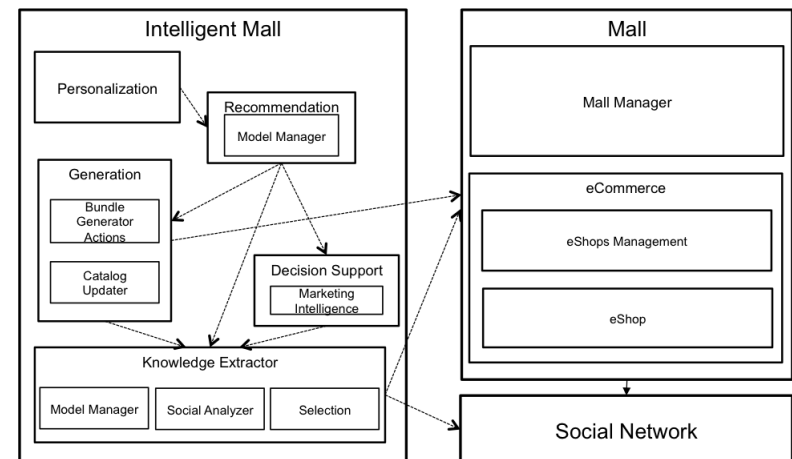 Intelligent Mall
Personalization
Recommendation
Model Manager
Generation
Bundle
Generator
Actions
Catalog
Updater
Decision Support
Marketing
Intelligence
Knowledge Extractor
Model Manager
Social Analyzer
Selection
Mall
Mall Manager
eCommerce
eShops Management
eShop
Social Network